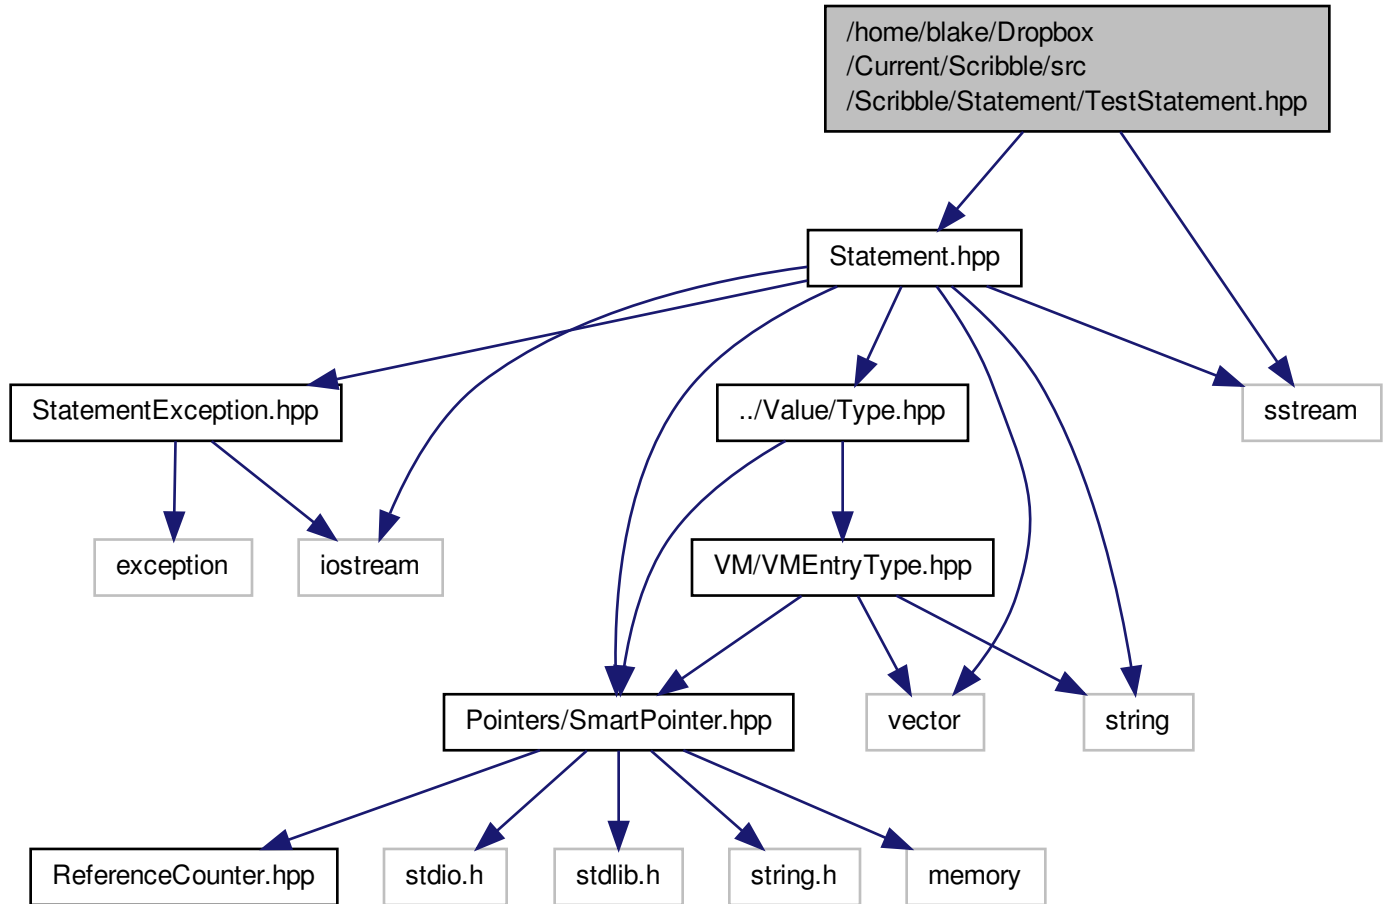 /home/blake/Dropbox
/Current/Scribble/src
/Scribble/Statement/TestStatement.hpp
Statement.hpp
StatementException.hpp
../Value/Type.hpp
sstream
exception
iostream
VM/VMEntryType.hpp
Pointers/SmartPointer.hpp
vector
string
ReferenceCounter.hpp
stdio.h
stdlib.h
string.h
memory